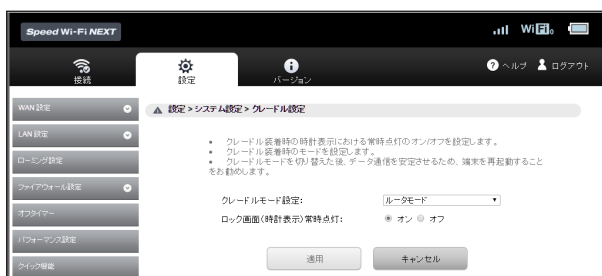 Speed Wi-Fi NEXT
WiFi 0
接続
設定
バージョン
? ヘルプ
ログアウト
WAN 設定
LAN 設定
ローミング設定
ファイアウォール設定
オフタイマー
パフォーマンス設定
クイック機能
設定 > システム設定 > クレードル設定
• クレードル装着時の時計表示における常時点灯のオン/オフを設定します。
• クレードル装着時のモードを設定します。
• クレードルモードを切り替えた後、データ通信を安定させるため、端末を再起動すること
をお勧めします。
クレードルモード設定: ルータモード
ロック画面(時計表示)常時点灯: オン オフ
適用 キャンセル